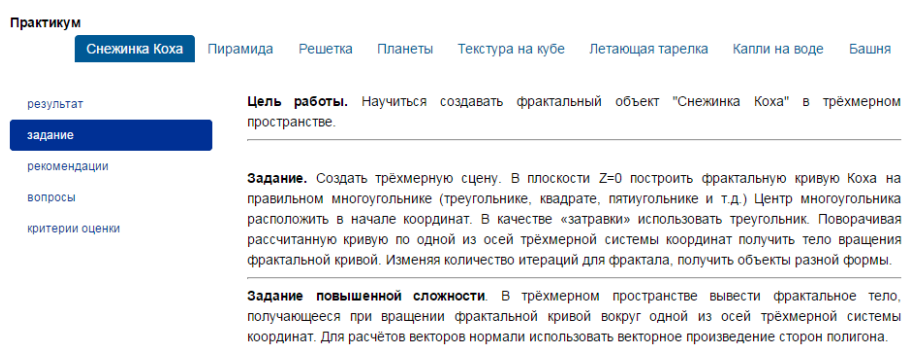 Практикум
Снежинка Коха Пирамида Решетка Планеты Текстура на кубе Летающая тарелка Капли на воде Башня
результат
задание
рекомендации
вопросы
критерии оценки
Цель работы. Научиться создавать фрактальный объект "Снежинка Коха" в трёхмерном
пространстве.
Задание. Создать трёхмерную сцену. В плоскости Z=0 построить фрактальную кривую Коха на
правильном многоугольнике (треугольнике, квадрате, пятиугольнике и т.д.) Центр многоугольника
расположить в начале координат. В качестве «затравки» использовать треугольник. Поворачивая
рассчитанную кривую по одной из осей трёхмерной системы координат получить тело вращения
фрактальной кривой. Изменяя количество итераций для фрактала, получить объекты разной формы.
Задание повышенной сложности. В трёхмерном пространстве вывести фрактальное тело,
получающееся при вращении фрактальной кривой вокруг одной из осей трёхмерной системы
координат. Для расчётов векторов нормали использовать векторное произведение сторон полигона.